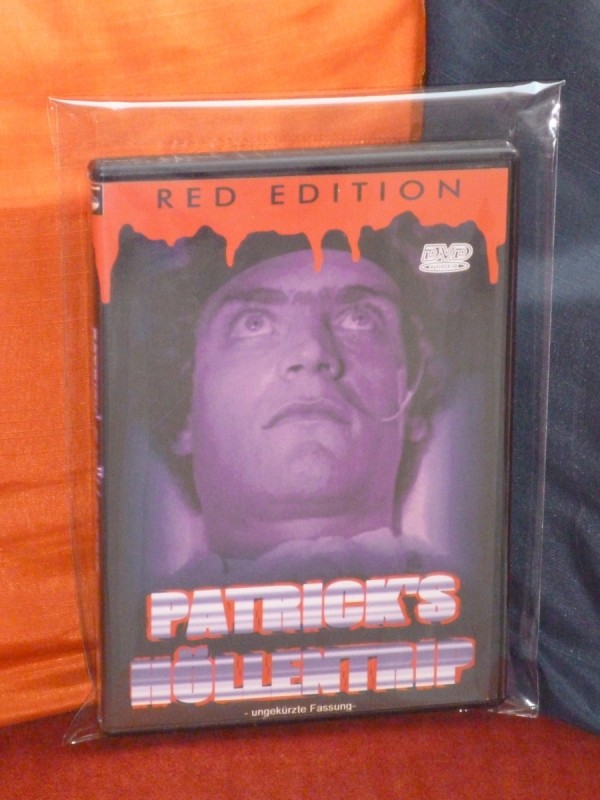 RED EDITION
DVD
PATRICK'S
HÖLLENTRIP
- ungekürzte Fassung-